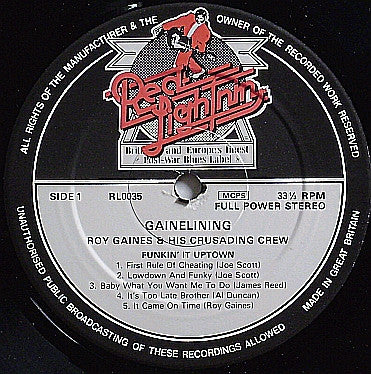 ALL RIGHTS OF THE MANUFACTURER & THE OWNER OF THE RECORDED WORK RESERVED
Red
Lightnin'
Britain's and Europe's finest
Post-War Blues Label
SIDE 1 RL0035 MCPS 33⅓ RPM
FULL POWER STEREO
GAINELINING
ROY GAINES & HIS CRUSADING CREW
FUNKIN' IT UPTOWN
1. First Rule Of Cheating (Joe Scott)
2. Lowdown And Funky (Joe Scott)
3. Baby What You Want Me To Do (James Reed)
4. It's Too Late Brother (Al Duncan)
5. It Came On Time (Roy Gaines)
UNAUTHORISED PUBLIC BROADCASTING OF THESE RECORDINGS ALLOWED
MADE IN GREAT BRITAIN